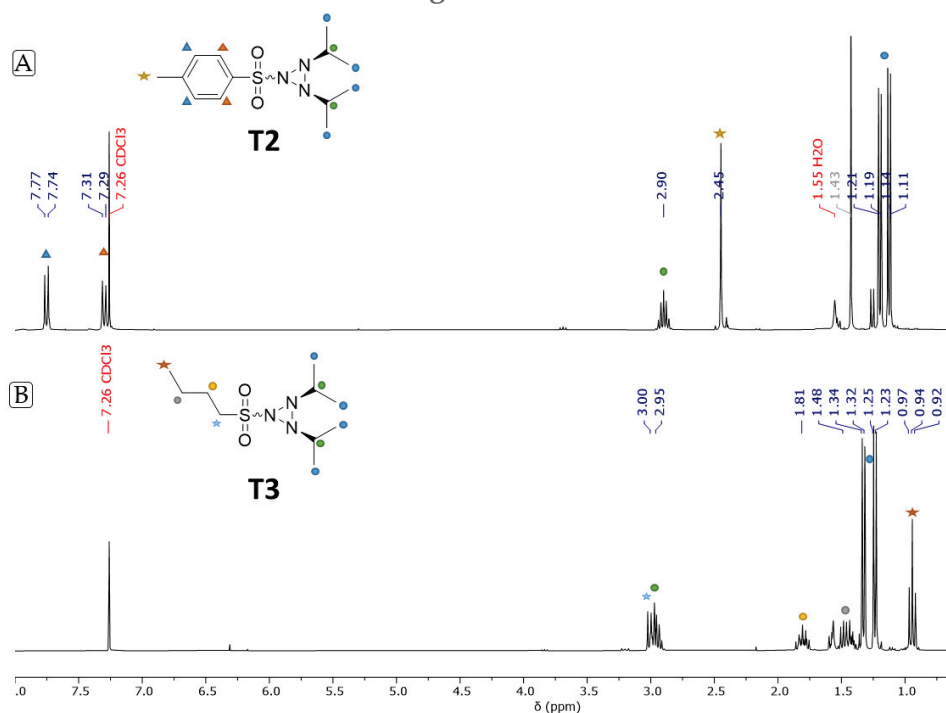 A
O
S N N
O N
T2
7.77
7.74
7.31
7.29
7.26 CDCl3
2.90
2.45
1.55 H2O
1.43
1.21
1.19
1.14
1.11
B
O
S N N
O N
T3
7.26 CDCl3
3.00
2.95
1.81
1.48
1.34
1.32
1.25
1.23
0.97
0.94
0.92
.0 7.0 6.5 6.0 5.5 5.0 4.5 4.0 3.5 3.0 2.5 2.0 1.5 1.0
δ (ppm)